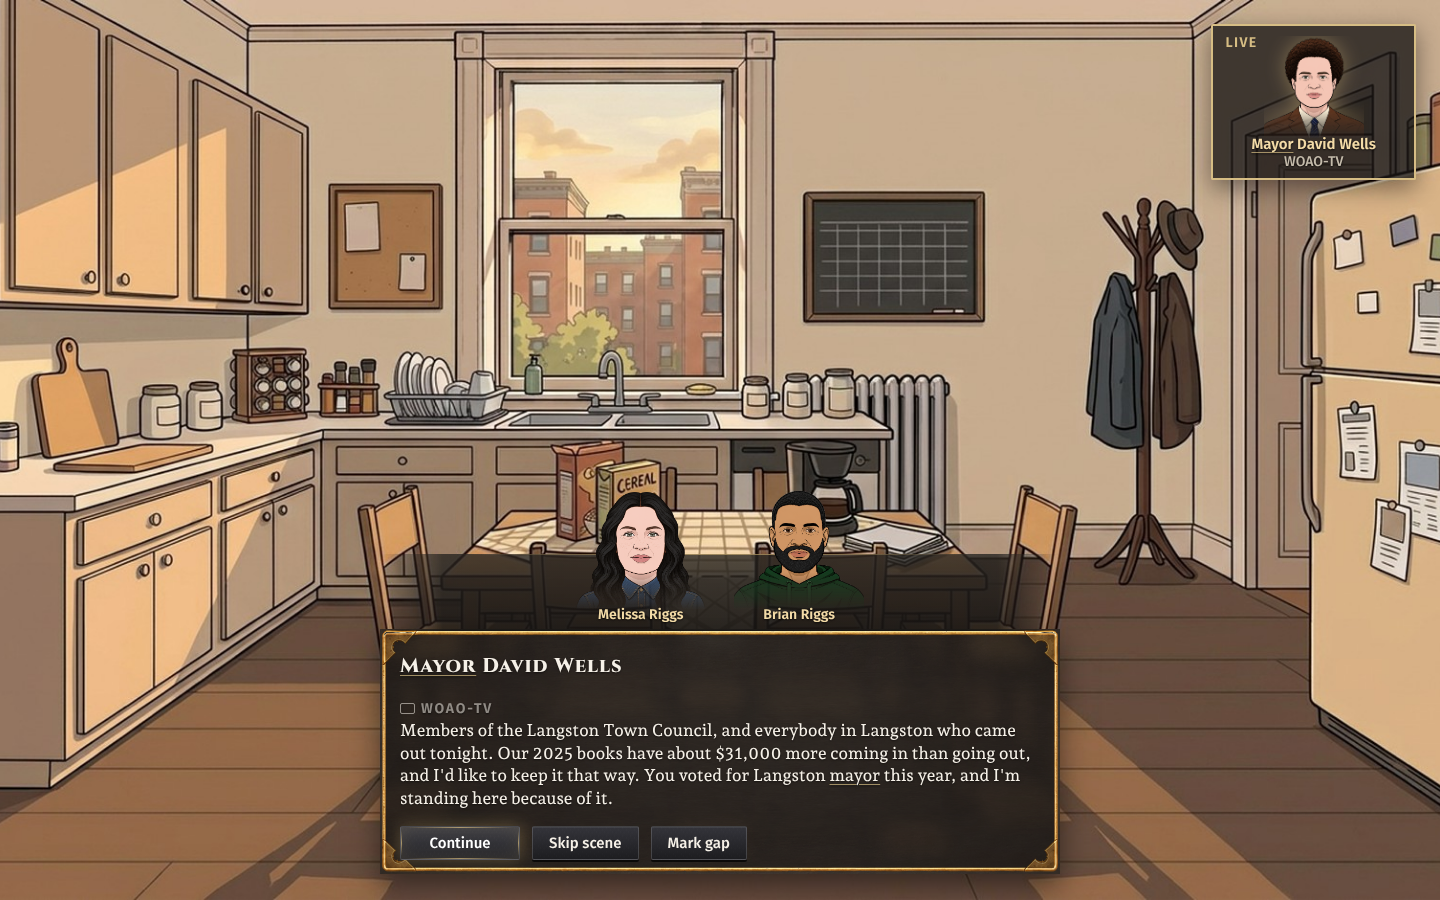 LIVE
Mayor David Wells
WOAO-TV
CEREAL
Melissa Riggs
Brian Riggs
Mayor David Wells
WOAO-TV
Members of the Langston Town Council, and everybody in Langston who came
out tonight. Our 2025 books have about $31,000 more coming in than going out,
and I'd like to keep it that way. You voted for Langston mayor this year, and I'm
standing here because of it.
Continue
Skip scene
Mark gap